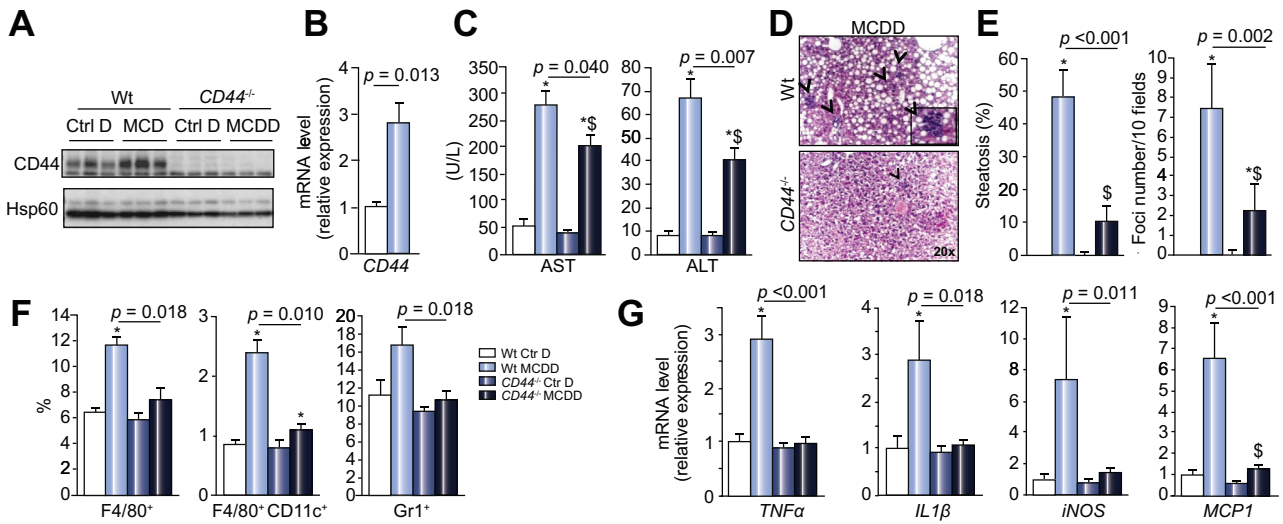 A
Wt
CD44-/-
Ctrl D
MCD
Ctrl D
MCDD
CD44
Hsp60
B
p = 0.013
mRNA level
(relative expression)
4
3
2
1
0
CD44
C
p = 0.040
(U/L)
350
300
250
200
150
100
50
0
*
*$
AST
p = 0.007
80
70
60
50
40
30
20
10
0
*
*$
ALT
D
MCDD
Wt
CD44-/-
20x
E
p <0.001
Steatosis (%)
60
50
40
30
20
10
0
*
$
p = 0.002
Foci number/10 fields
10
9
8
7
6
5
4
3
2
1
0
*
*$
F
p = 0.018
%
14
12
10
8
6
4
2
0
*
F4/80+
p = 0.010
3
2
1
0
*
*
F4/80+ CD11c+
p = 0.018
20
18
16
14
12
10
8
6
4
2
0
Gr1+
Wt Ctr D
Wt MCDD
CD44-/- Ctr D
CD44-/- MCDD
G
p <0.001
mRNA level
(relative expression)
3
2
1
0
*
TNFα
p = 0.018
4
3
2
1
0
*
IL1β
p = 0.011
12
10
8
6
4
2
0
*
iNOS
p <0.001
9
8
7
6
5
4
3
2
1
0
*
$
MCP1